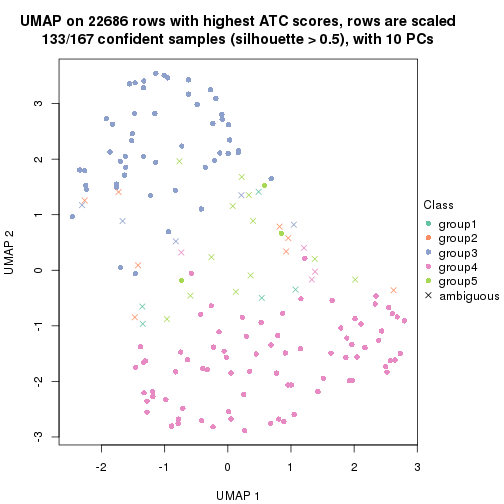 UMAP on 22686 rows with highest ATC scores, rows are scaled
133/167 confident samples (silhouette > 0.5), with 10 PCs
3
2
1
0
-1
-2
-3
UMAP 2
-2
-1
0
1
2
3
UMAP 1
Class
group1
group2
group3
group4
group5
ambiguous